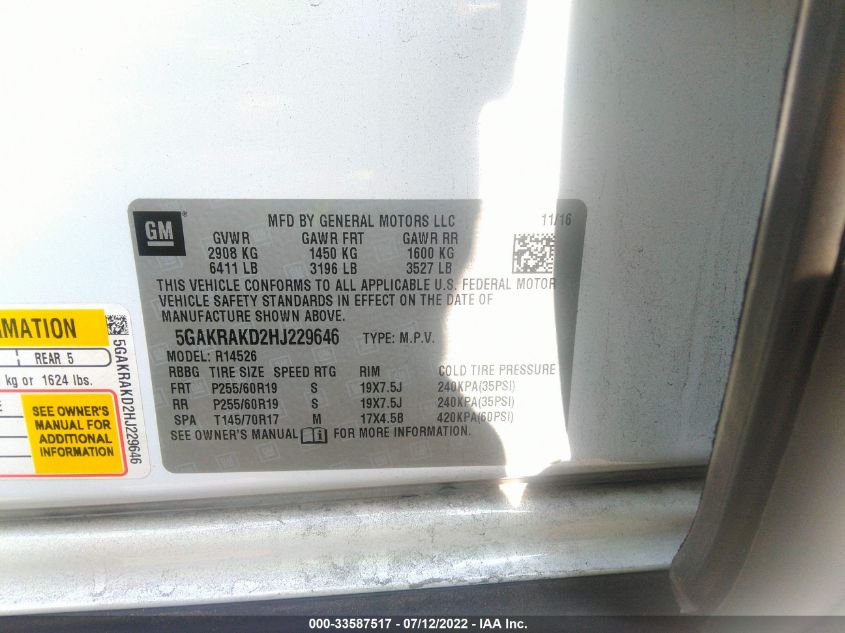 GM
MFD BY GENERAL MOTORS LLC 11/16
GVWR GAWR FRT GAWR RR
2908 KG 1450 KG 1600 KG
6411 LB 3196 LB 3527 LB
THIS VEHICLE CONFORMS TO ALL APPLICABLE U.S. FEDERAL MOTOR
VEHICLE SAFETY STANDARDS IN EFFECT ON THE DATE OF
MANUFACTURE SHOWN ABOVE.
5GAKRAKD2HJ229646 TYPE: M.P.V.
MODEL: R14526
RBBG TIRE SIZE SPEED RTG RIM COLD TIRE PRESSURE
FRT P255/60R19 S 19X7.5J 240KPA(35PSI)
RR P255/60R19 S 19X7.5J 240KPA(35PSI)
SPA T145/70R17 M 17X4.5B 420KPA(60PSI)
SEE OWNER'S MANUAL FOR MORE INFORMATION.
MATION
REAR 5
kg or 1624 lbs.
SEE OWNER'S
MANUAL FOR
ADDITIONAL
INFORMATION
5GAKRAKD2HJ229646
000-33587517 - 07/12/2022 - IAA Inc.